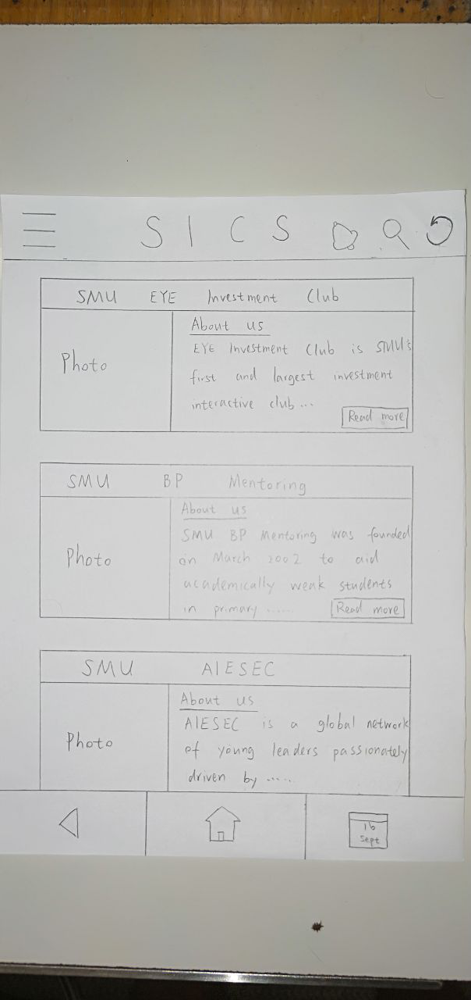 SICS
SMU EYE Investment Club
Photo
About us
EYE Investment Club is SMU's
first and largest investment
interactive club...
Read more
SMU BP Mentoring
Photo
About us
SMU BP Mentoring was founded
on March 2002 to aid
academically weak students
in primary ......
Read more
SMU AIESEC
Photo
About us
AIESEC is a global network
of young leaders passionately
driven by ......
16
Sept